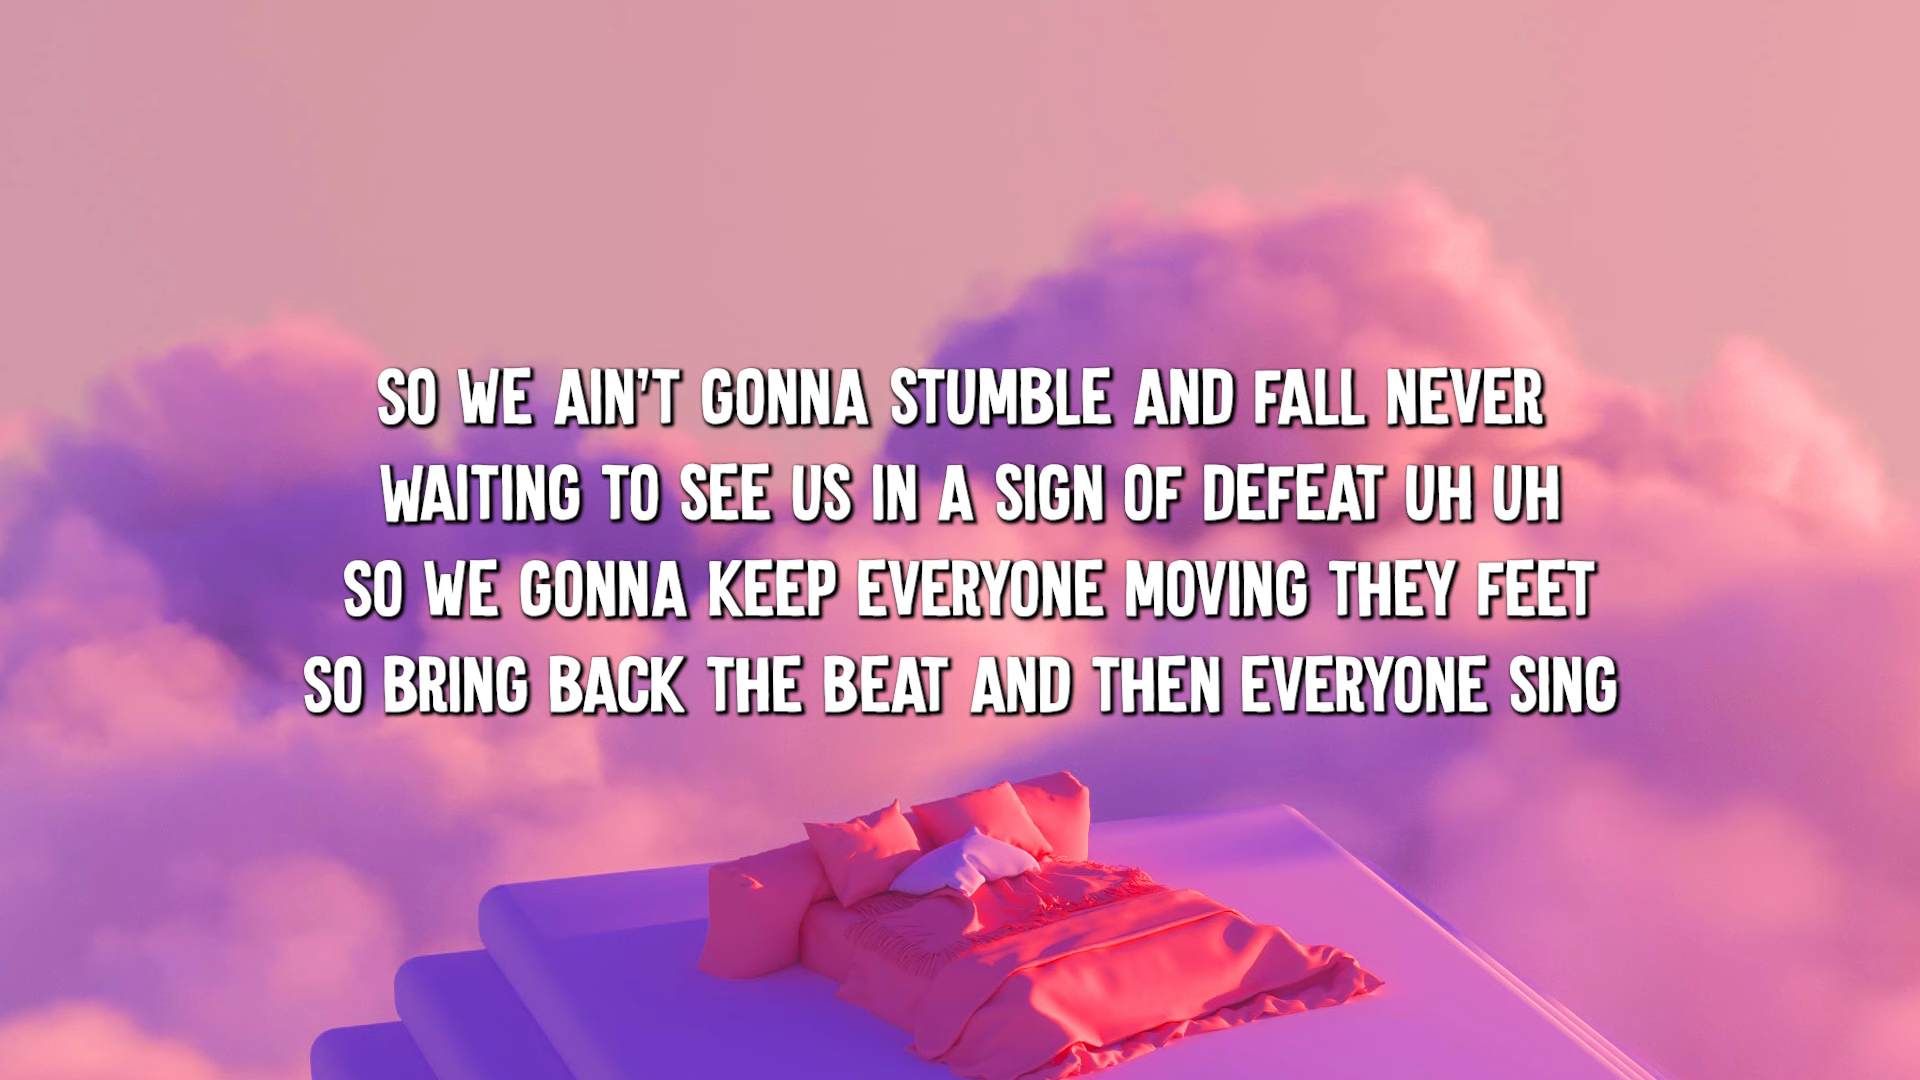 SO WE AIN'T GONNA STUMBLE AND FALL NEVER
WAITING TO SEE US IN A SIGN OF DEFEAT UH UH
SO WE GONNA KEEP EVERYONE MOVING THEY FEET
SO BRING BACK THE BEAT AND THEN EVERYONE SING